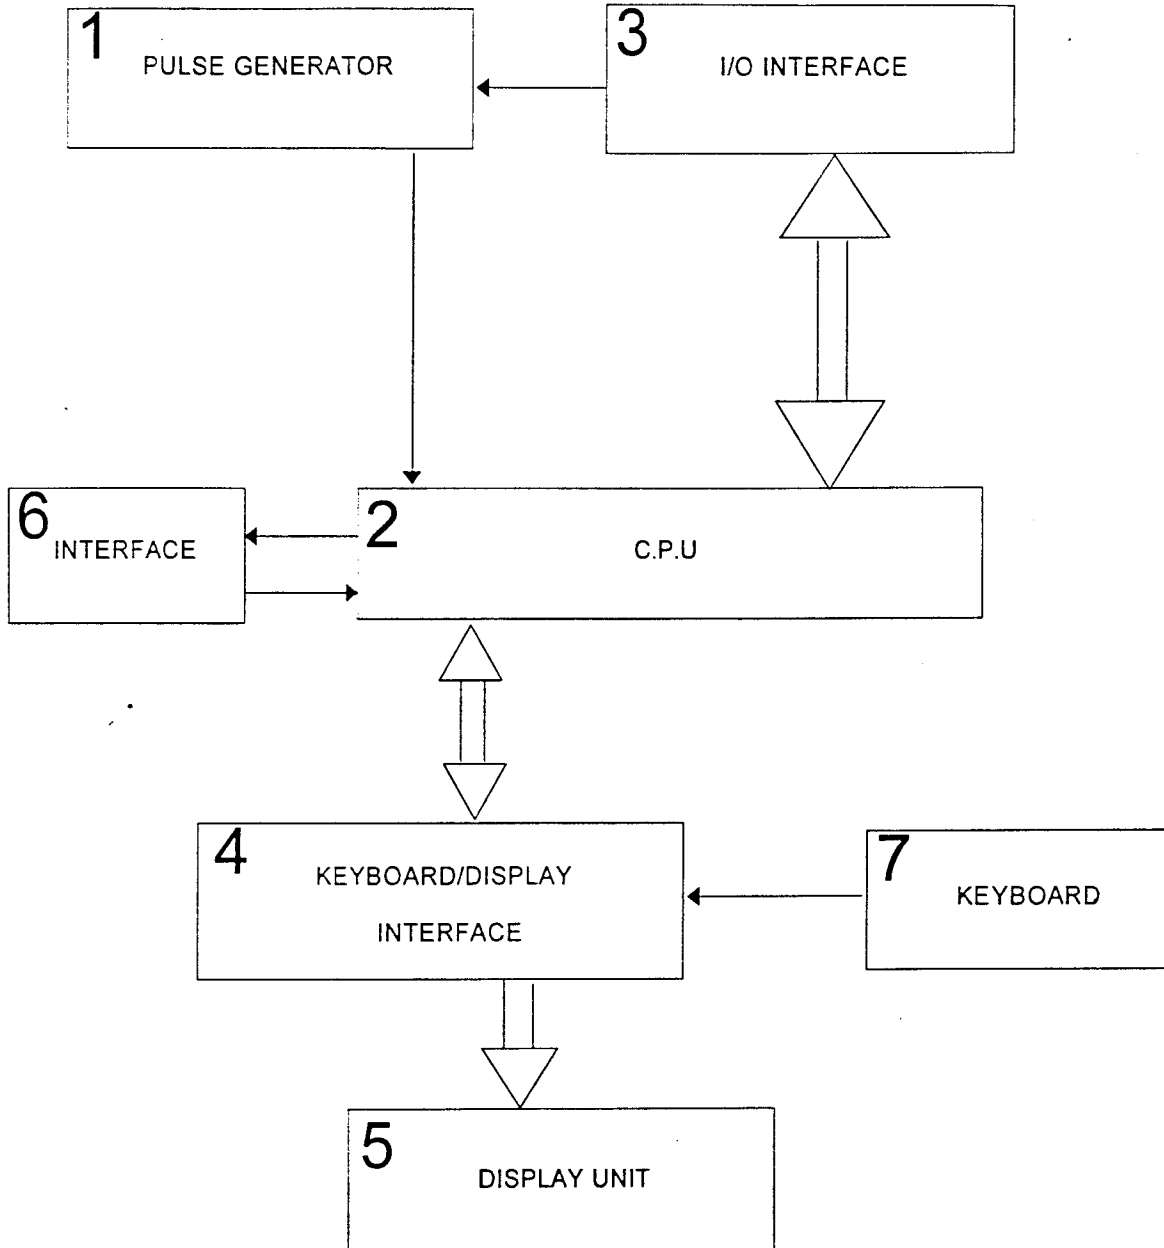 1
PULSE GENERATOR
3
I/O INTERFACE
6
INTERFACE
2
C.P.U
4
KEYBOARD/DISPLAY
INTERFACE
7
KEYBOARD
5
DISPLAY UNIT